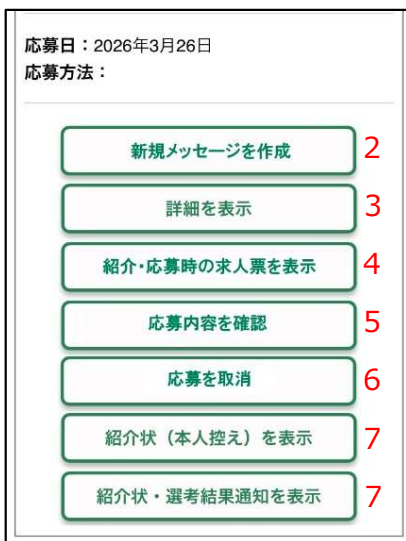 応募日：2026年3月26日
応募方法：
新規メッセージを作成 2
詳細を表示 3
紹介・応募時の求人票を表示 4
応募内容を確認 5
応募を取消 6
紹介状（本人控え）を表示 7
紹介状・選考結果通知を表示 7